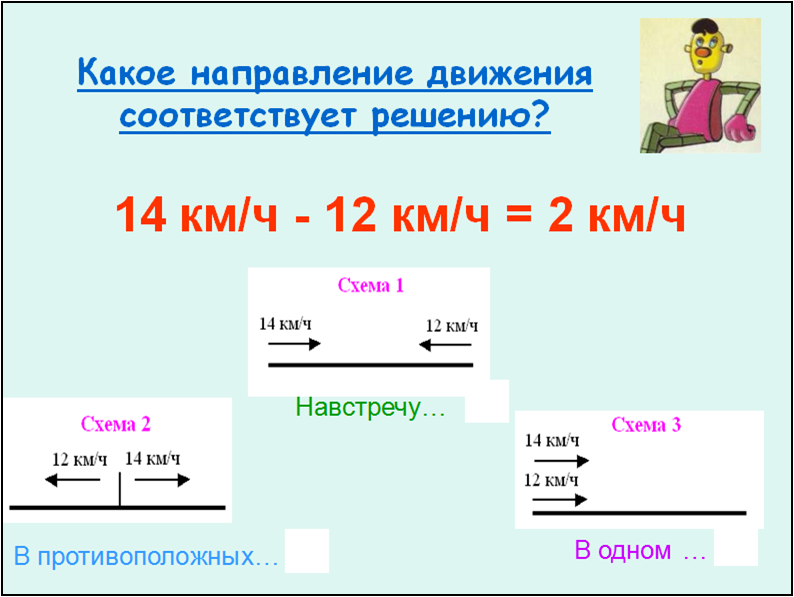 Какое направление движения
соответствует решению?
14 км/ч - 12 км/ч = 2 км/ч
Схема 1
14 км/ч 12 км/ч
Навстречу…
Схема 2
12 км/ч 14 км/ч
В противоположных…
Схема 3
14 км/ч
12 км/ч
В одном …